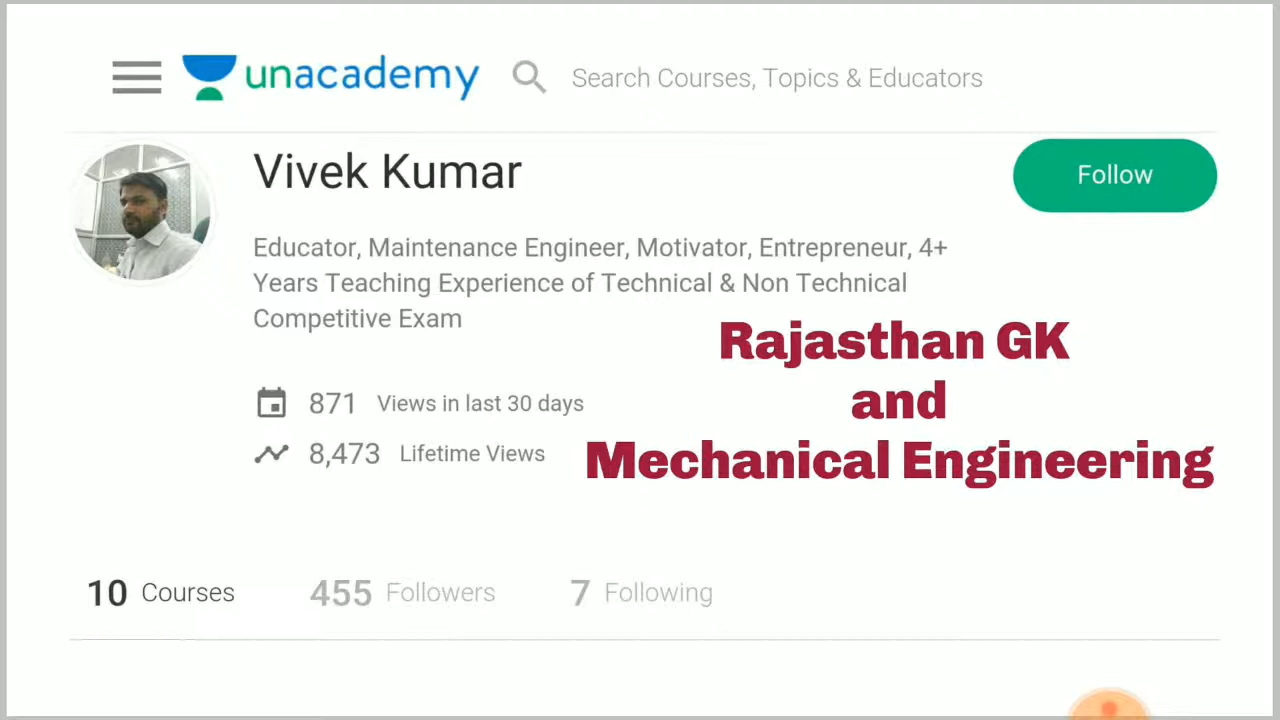 unacademy
Search Courses, Topics & Educators
Vivek Kumar
Follow
Educator, Maintenance Engineer, Motivator, Entrepreneur, 4+
Years Teaching Experience of Technical & Non Technical
Competitive Exam
Rajasthan GK
and
Mechanical Engineering
871 Views in last 30 days
8,473 Lifetime Views
10 Courses 455 Followers 7 Following